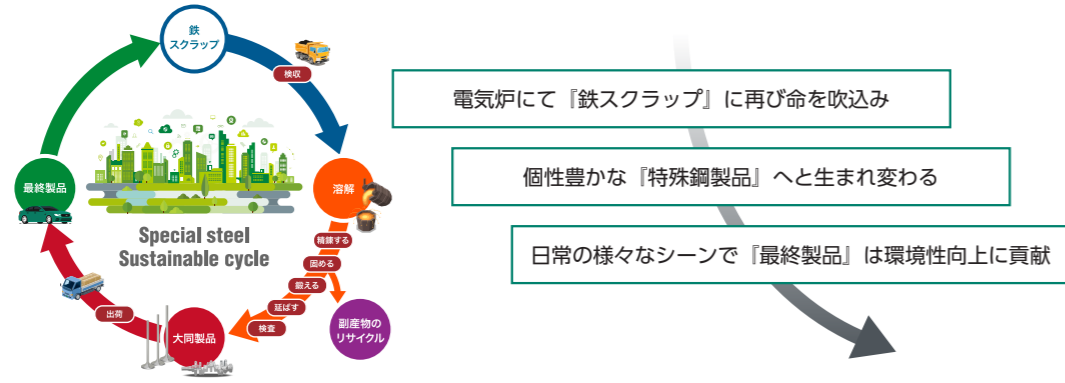 鉄
スクラップ
検収
溶解
精錬する
固める
鍛える
延ばす
検査
副産物の
リサイクル
大同製品
出荷
最終製品
Special steel
Sustainable cycle
電気炉にて『鉄スクラップ』に再び命を吹込み
個性豊かな『特殊鋼製品』へと生まれ変わる
日常の様々なシーンで『最終製品』は環境性向上に貢献